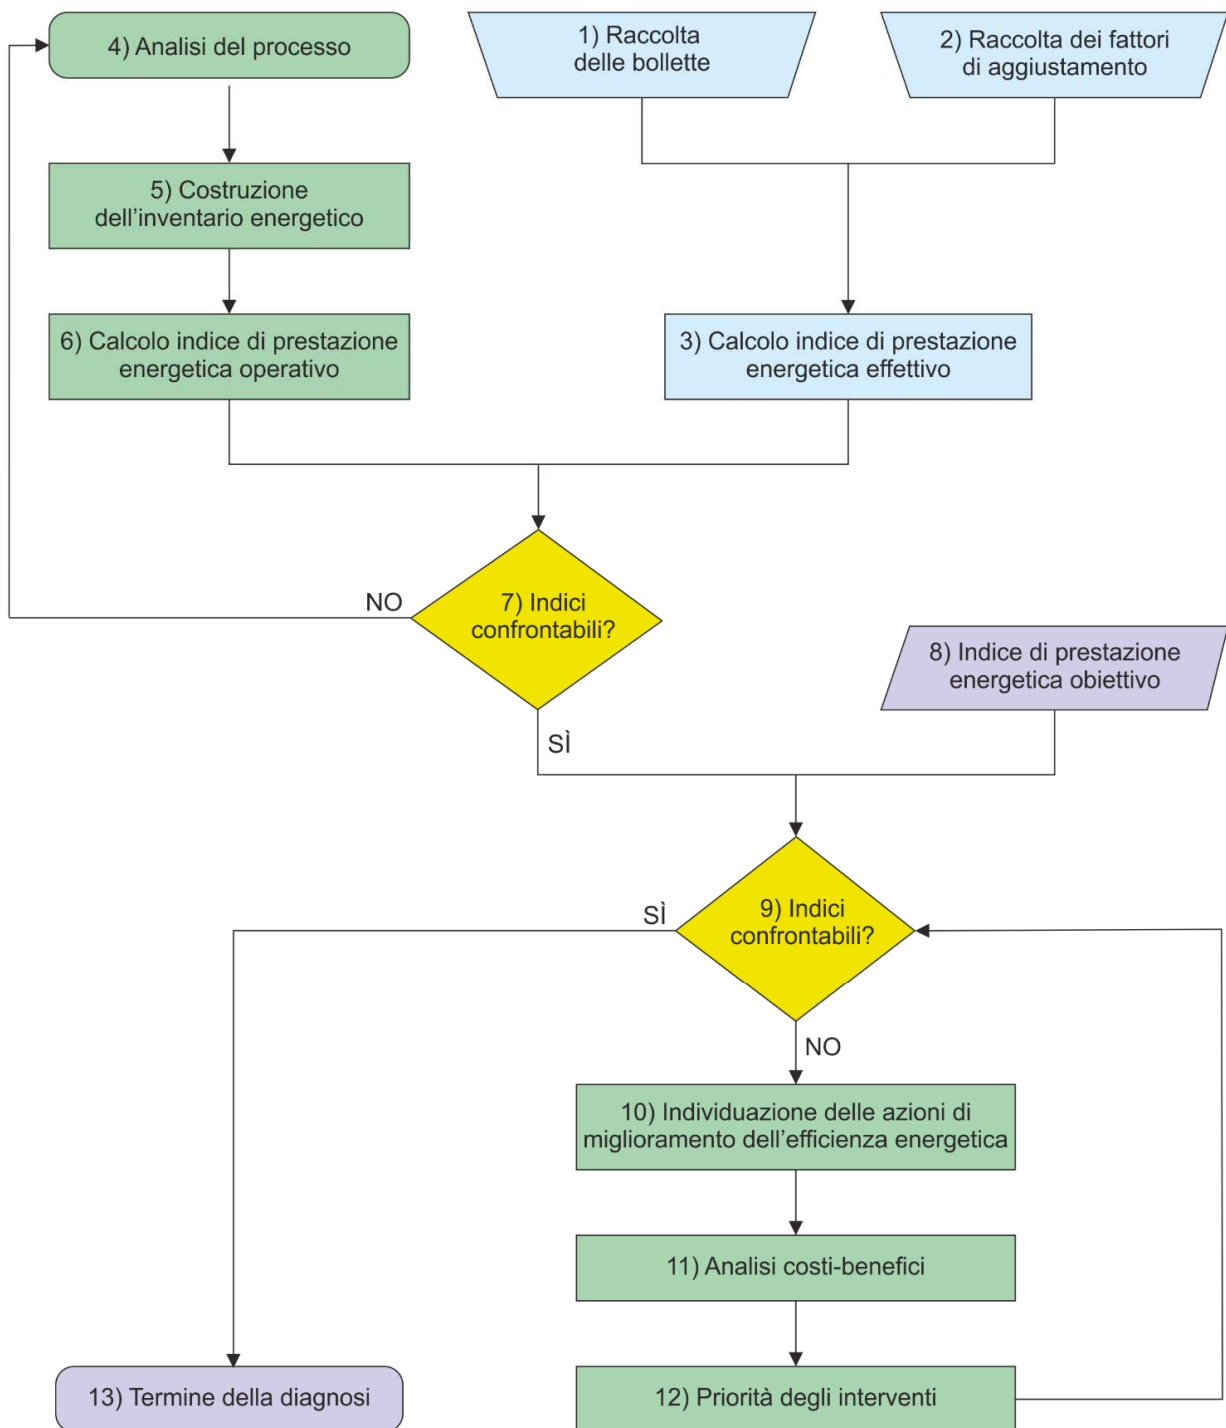 4) Analisi del processo
1) Raccolta
delle bollette
2) Raccolta dei fattori
di aggiustamento
5) Costruzione
dell'inventario energetico
6) Calcolo indice di prestazione
energetica operativo
3) Calcolo indice di prestazione
energetica effettivo
NO
7) Indici
confrontabili?
8) Indice di prestazione
energetica obiettivo
SÌ
SÌ
9) Indici
confrontabili?
NO
10) Individuazione delle azioni di
miglioramento dell'efficienza energetica
11) Analisi costi-benefici
13) Termine della diagnosi
12) Priorità degli interventi